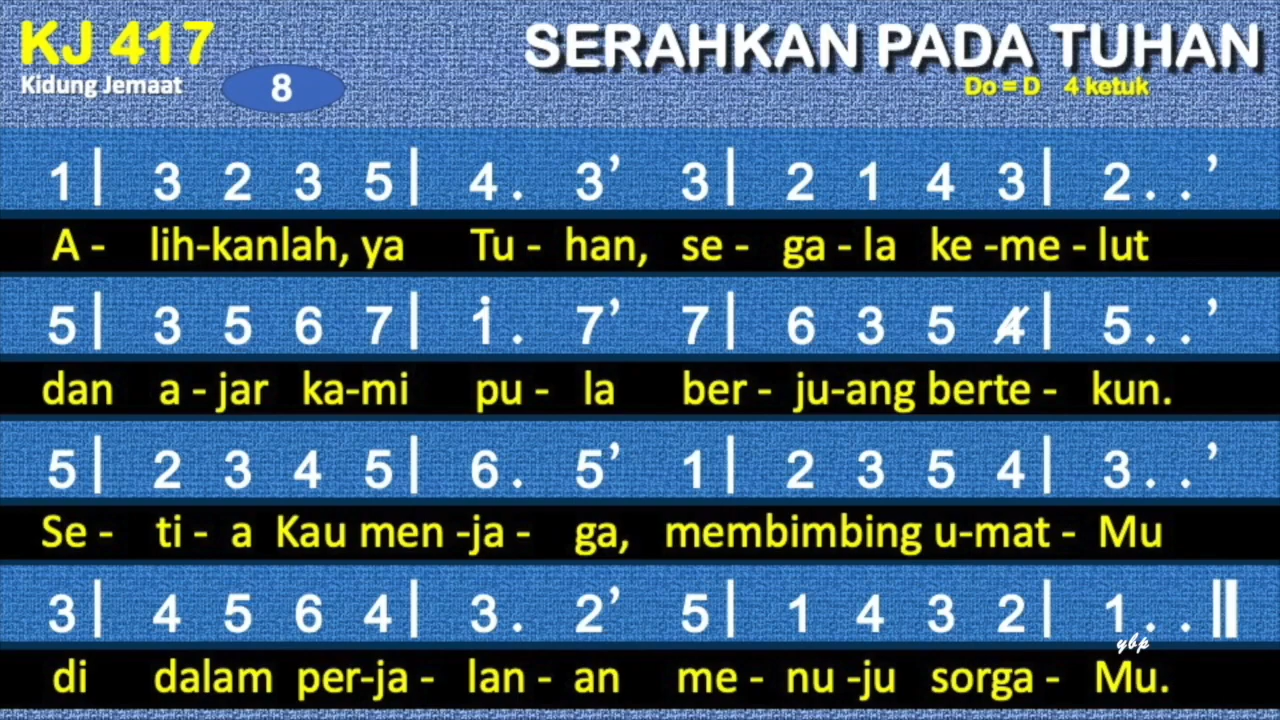 KJ 417
SERAHKAN PADA TUHAN
Kidung Jemaat
8
Do = D 4 ketuk
1| 3 2 3 5| 4 . 3’ 3| 2 1 4 3| 2 . . ’
A - lih-kanlah, ya Tu - han, se - ga - la ke -me - lut
5| 3 5 6 7| i̇ . 7’ 7| 6 3 5 4̸| 5 . . ’
dan a - jar ka-mi pu - la ber - ju-ang berte - kun.
5| 2 3 4 5| 6 . 5’ 1| 2 3 5 4| 3 . . ’
Se - ti - a Kau men -ja - ga, membimbing u-mat - Mu
3| 4 5 6 4| 3 . 2’ 5| 1 4 3 2| 1 . . ||
ybp
di dalam per-ja - lan - an me - nu -ju sorga - Mu.